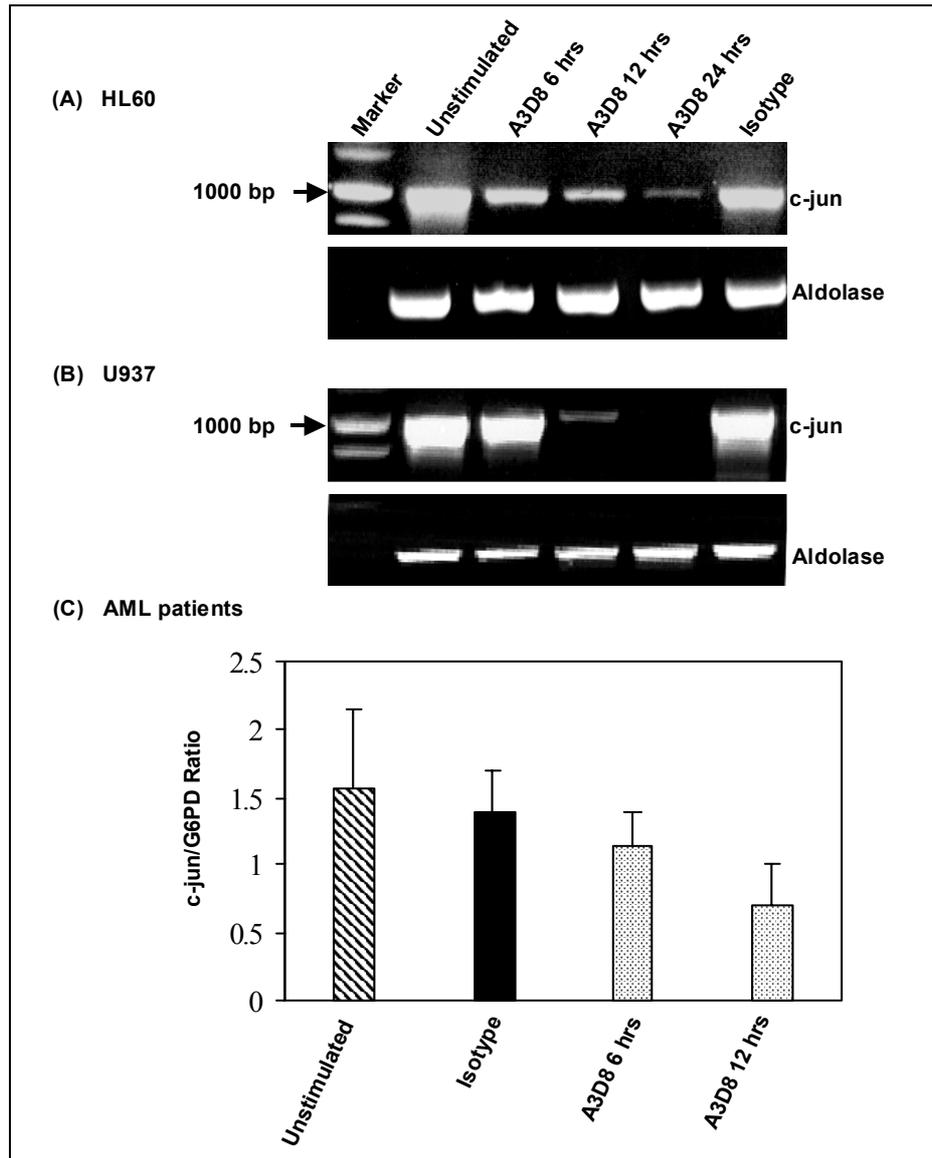 (A) HL60
Marker
Unstimulated
A3D8 6 hrs
A3D8 12 hrs
A3D8 24 hrs
Isotype
1000 bp
c-jun
Aldolase
(B) U937
1000 bp
c-jun
Aldolase
(C) AML patients
c-jun/G6PD Ratio
2.5
2
1.5
1
0.5
0
Unstimulated
Isotype
A3D8 6 hrs
A3D8 12 hrs